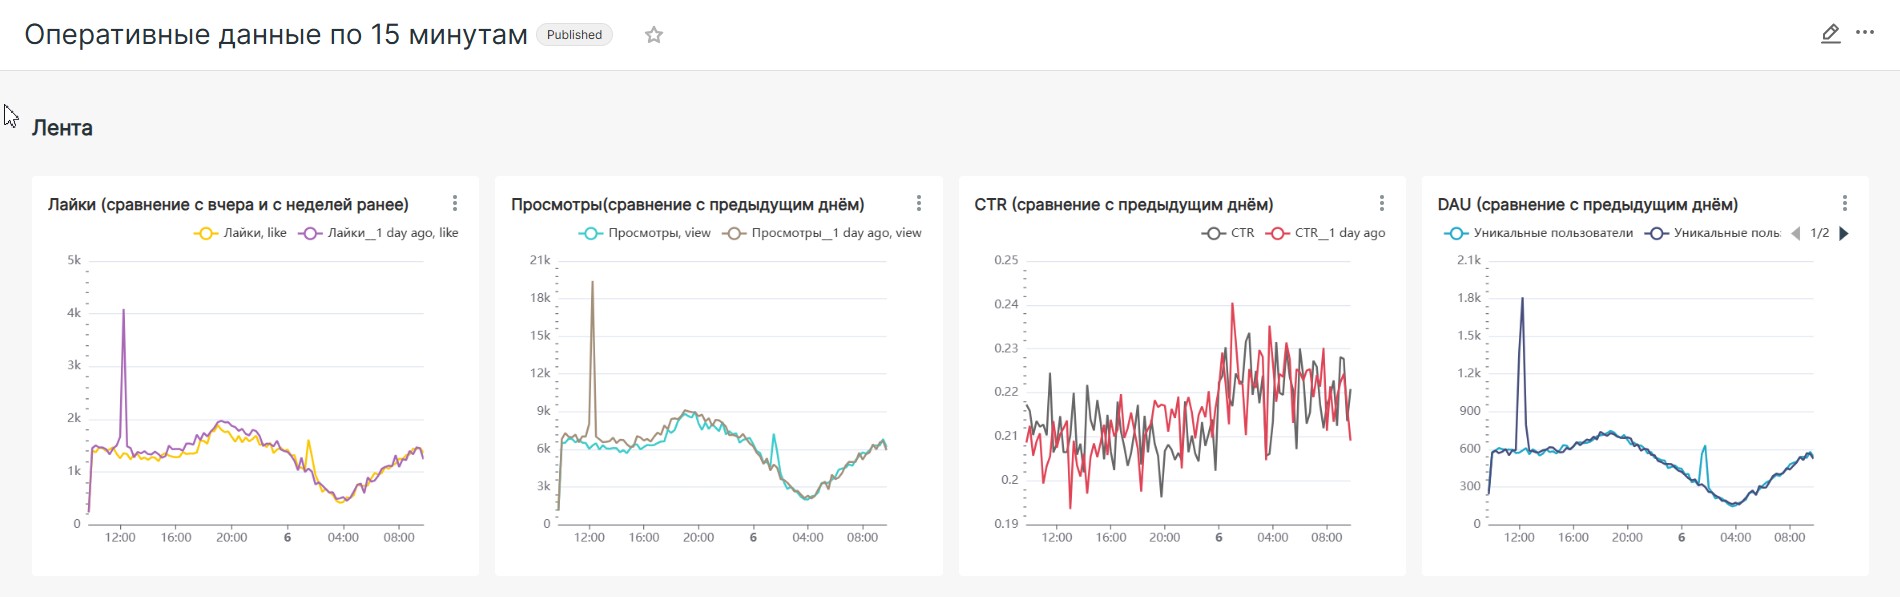 Оперативные данные по 15 минутам Published
Лента
Лайки (сравнение с вчера и с неделей ранее)
Лайки, like Лайки__1 day ago, like
5k
4k
3k
2k
1k
0
12:00 16:00 20:00 6 04:00 08:00
Просмотры(сравнение с предыдущим днём)
Просмотры, view Просмотры__1 day ago, view
21k
18k
15k
12k
9k
6k
3k
0
12:00 16:00 20:00 6 04:00 08:00
CTR (сравнение с предыдущим днём)
CTR CTR__1 day ago
0.25
0.24
0.23
0.22
0.21
0.2
0.19
12:00 16:00 20:00 6 04:00 08:00
DAU (сравнение с предыдущим днём)
Уникальные пользователи Уникальные поль 1/2
2.1k
1.8k
1.5k
1.2k
900
600
300
0
12:00 16:00 20:00 6 04:00 08:00